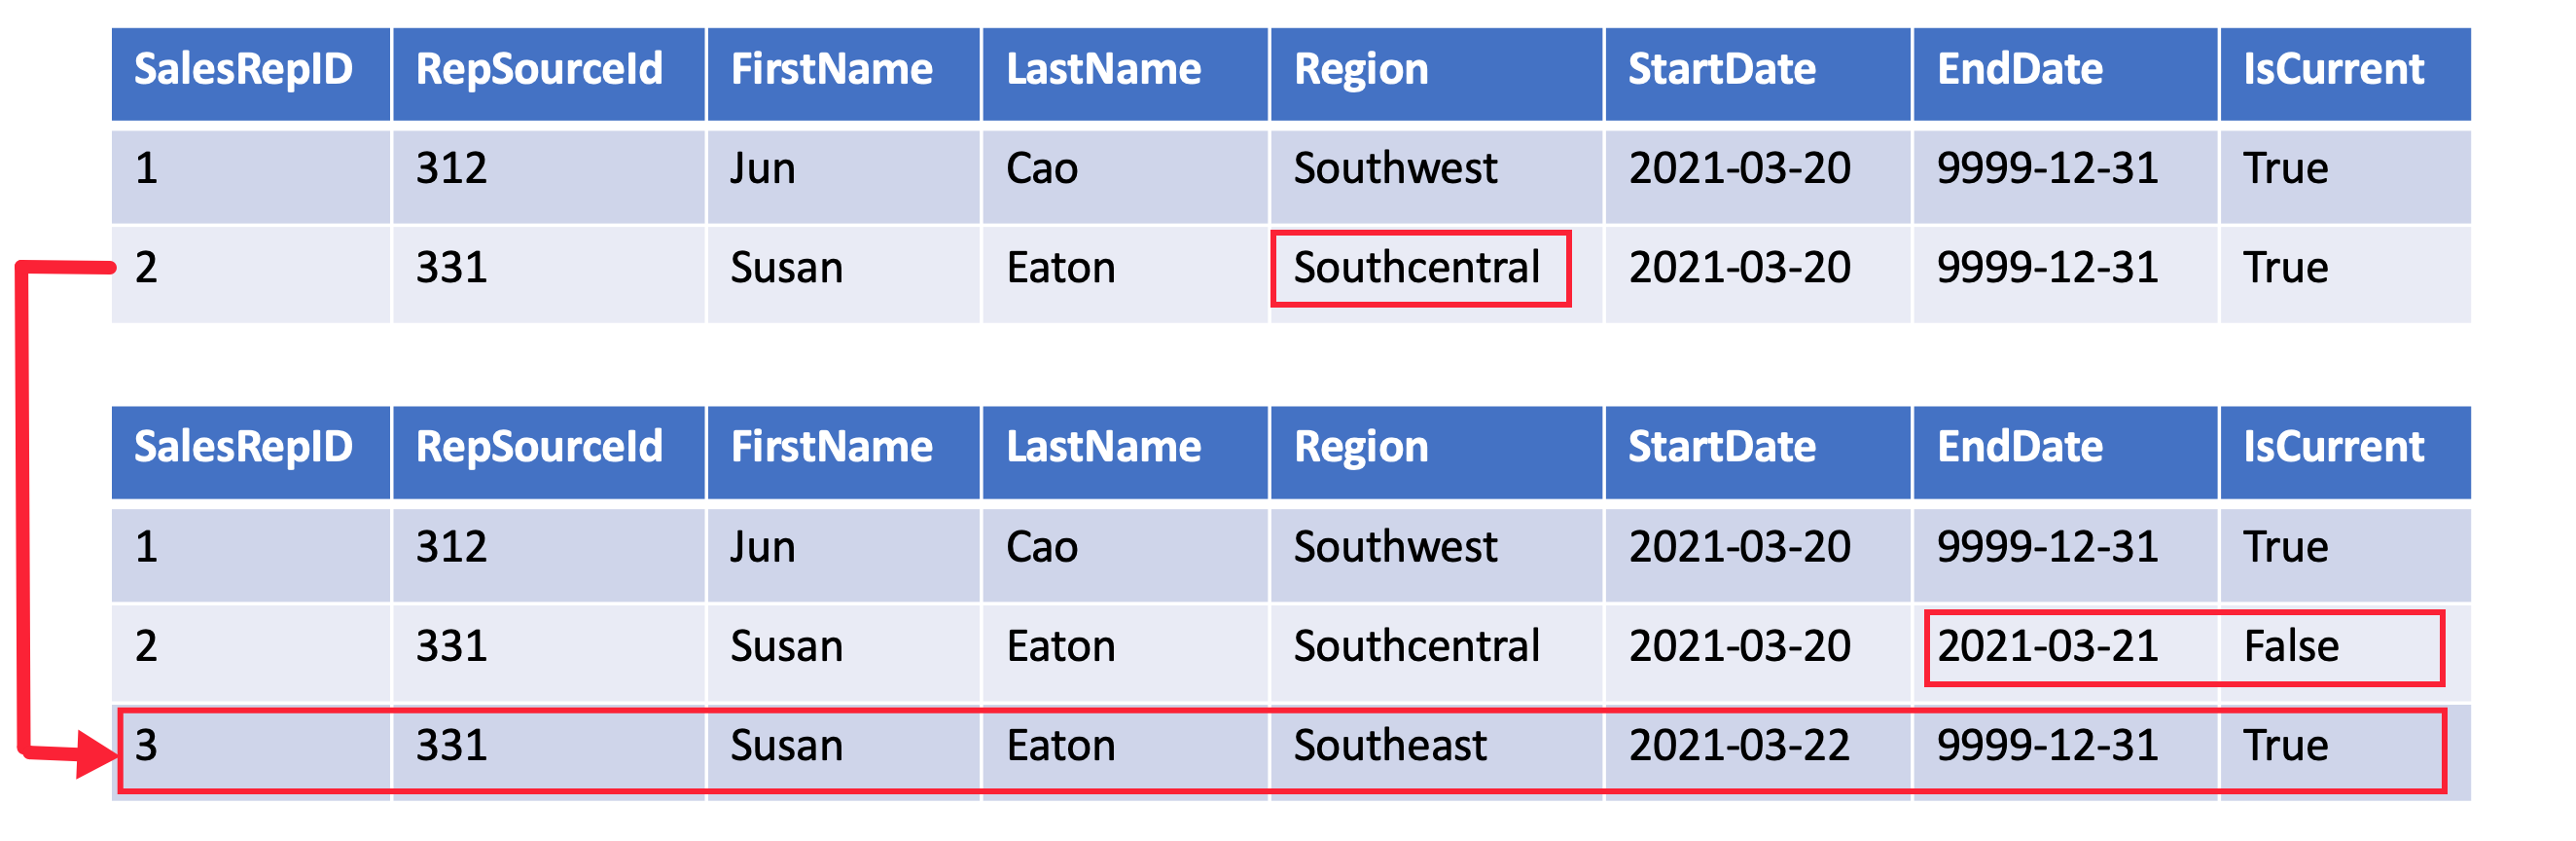 SalesRepID RepSourceId FirstName LastName Region StartDate EndDate IsCurrent
1 312 Jun Cao Southwest 2021-03-20 9999-12-31 True
2 331 Susan Eaton Southcentral 2021-03-20 9999-12-31 True
SalesRepID RepSourceId FirstName LastName Region StartDate EndDate IsCurrent
1 312 Jun Cao Southwest 2021-03-20 9999-12-31 True
2 331 Susan Eaton Southcentral 2021-03-20 2021-03-21 False
3 331 Susan Eaton Southeast 2021-03-22 9999-12-31 True